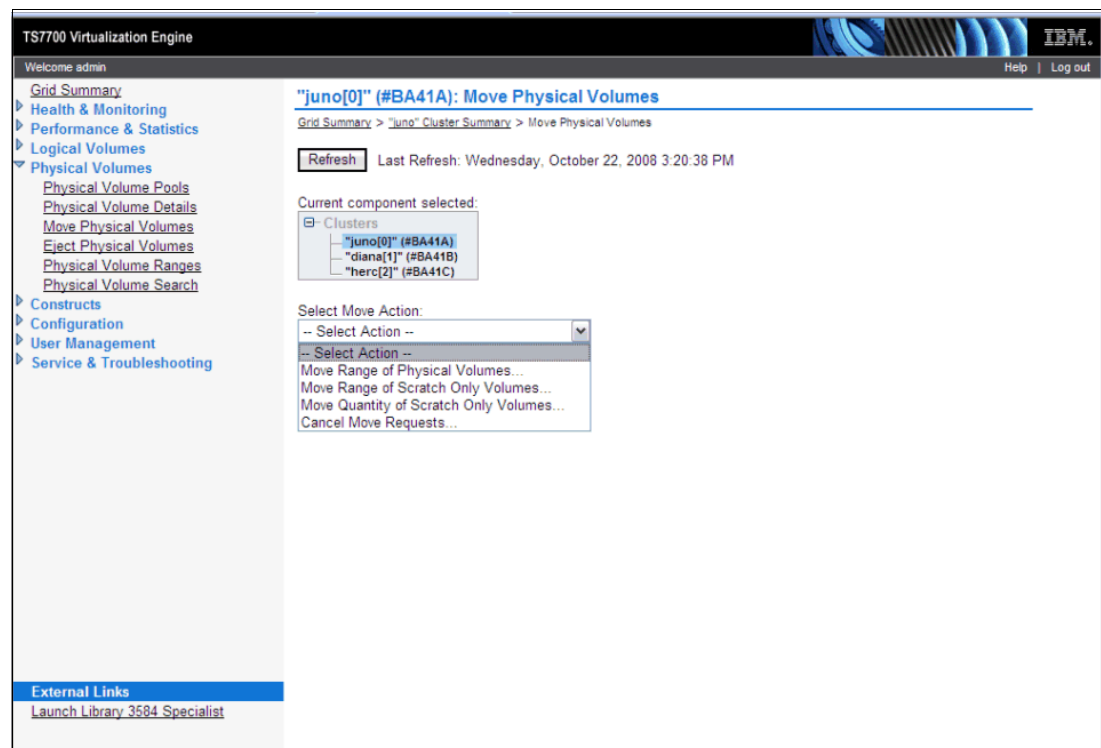 TS7700 Virtualization Engine
IBM.
Welcome admin
Help | Log out
Grid Summary
Health & Monitoring
Performance & Statistics
Logical Volumes
Physical Volumes
Physical Volume Pools
Physical Volume Details
Move Physical Volumes
Eject Physical Volumes
Physical Volume Ranges
Physical Volume Search
Constructs
Configuration
User Management
Service & Troubleshooting
External Links
Launch Library 3584 Specialist
"juno[0]" (#BA41A): Move Physical Volumes
Grid Summary > "juno" Cluster Summary > Move Physical Volumes
Refresh Last Refresh: Wednesday, October 22, 2008 3:20:38 PM
Current component selected:
Clusters
"juno[0]" (#BA41A)
"diana[1]" (#BA41B)
"herc[2]" (#BA41C)
Select Move Action:
-- Select Action --
-- Select Action --
Move Range of Physical Volumes...
Move Range of Scratch Only Volumes...
Move Quantity of Scratch Only Volumes...
Cancel Move Requests...